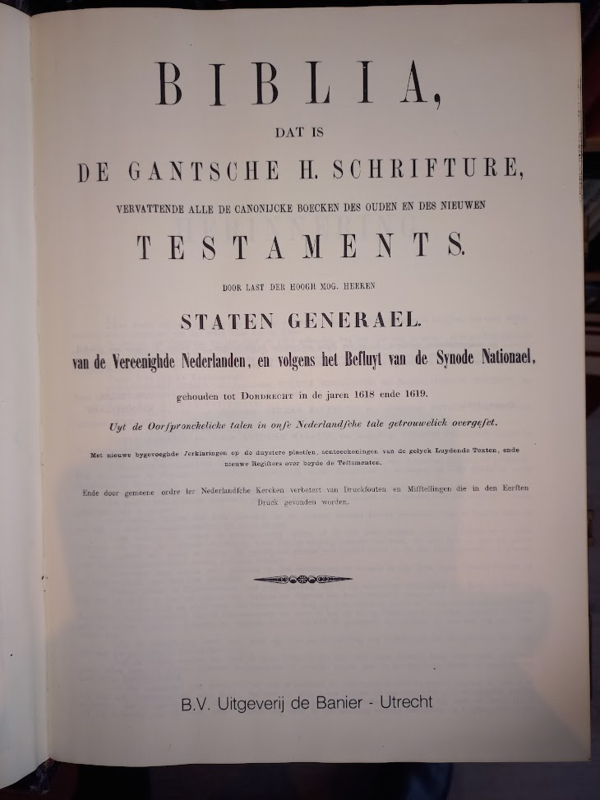 BIBLIA,
DAT IS
DE GANTSCHE H. SCHRIFTURE,
VERVATTENDE ALLE DE CANONIJCKE BOECKEN DES OUDEN EN DES NIEUWEN
TESTAMENTS.
DOOR LAST DER HOOGH MOG. HEEREN
STATEN GENERAEL.
van de Vereenighde Nederlanden, en volgens het Beſluyt van de Synode Nationael,
gehouden tot DORDRECHT in de jaren 1618 ende 1619.
Uyt de Oorſpronckelicke talen in onſe Nederlandſche tale getrouwelick overgeſet.
Met nieuwe bygevoeghde Verklaringen op de duystere plaetſen, aenteeckeningen van de gelyck Luydende Texten, ende
nieuwe Regiſters over beyde de Teſtamenten.
Ende door gemeene ordre der Nederlandſche Kercken verbetert van Druckfouten en Miſſtellingen die in den Eerſten
Druck gevonden worden.
B.V. Uitgeverij de Banier - Utrecht